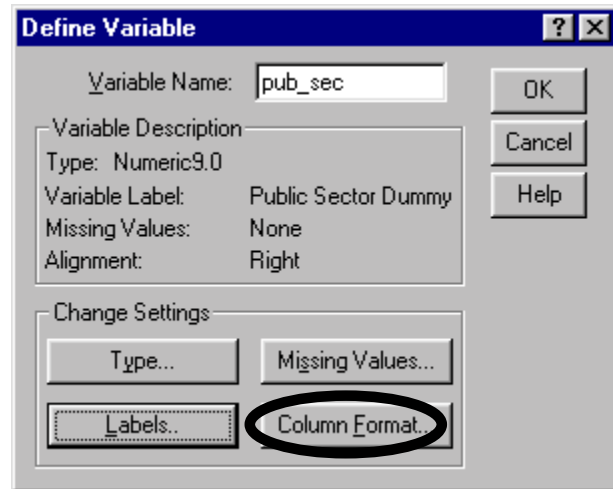 Define Variable
Variable Name: pub_sec
OK
Variable Description
Cancel
Type: Numeric9.0
Variable Label: Public Sector Dummy
Help
Missing Values: None
Alignment: Right
Change Settings
Type... Missing Values...
Labels.. Column Format..